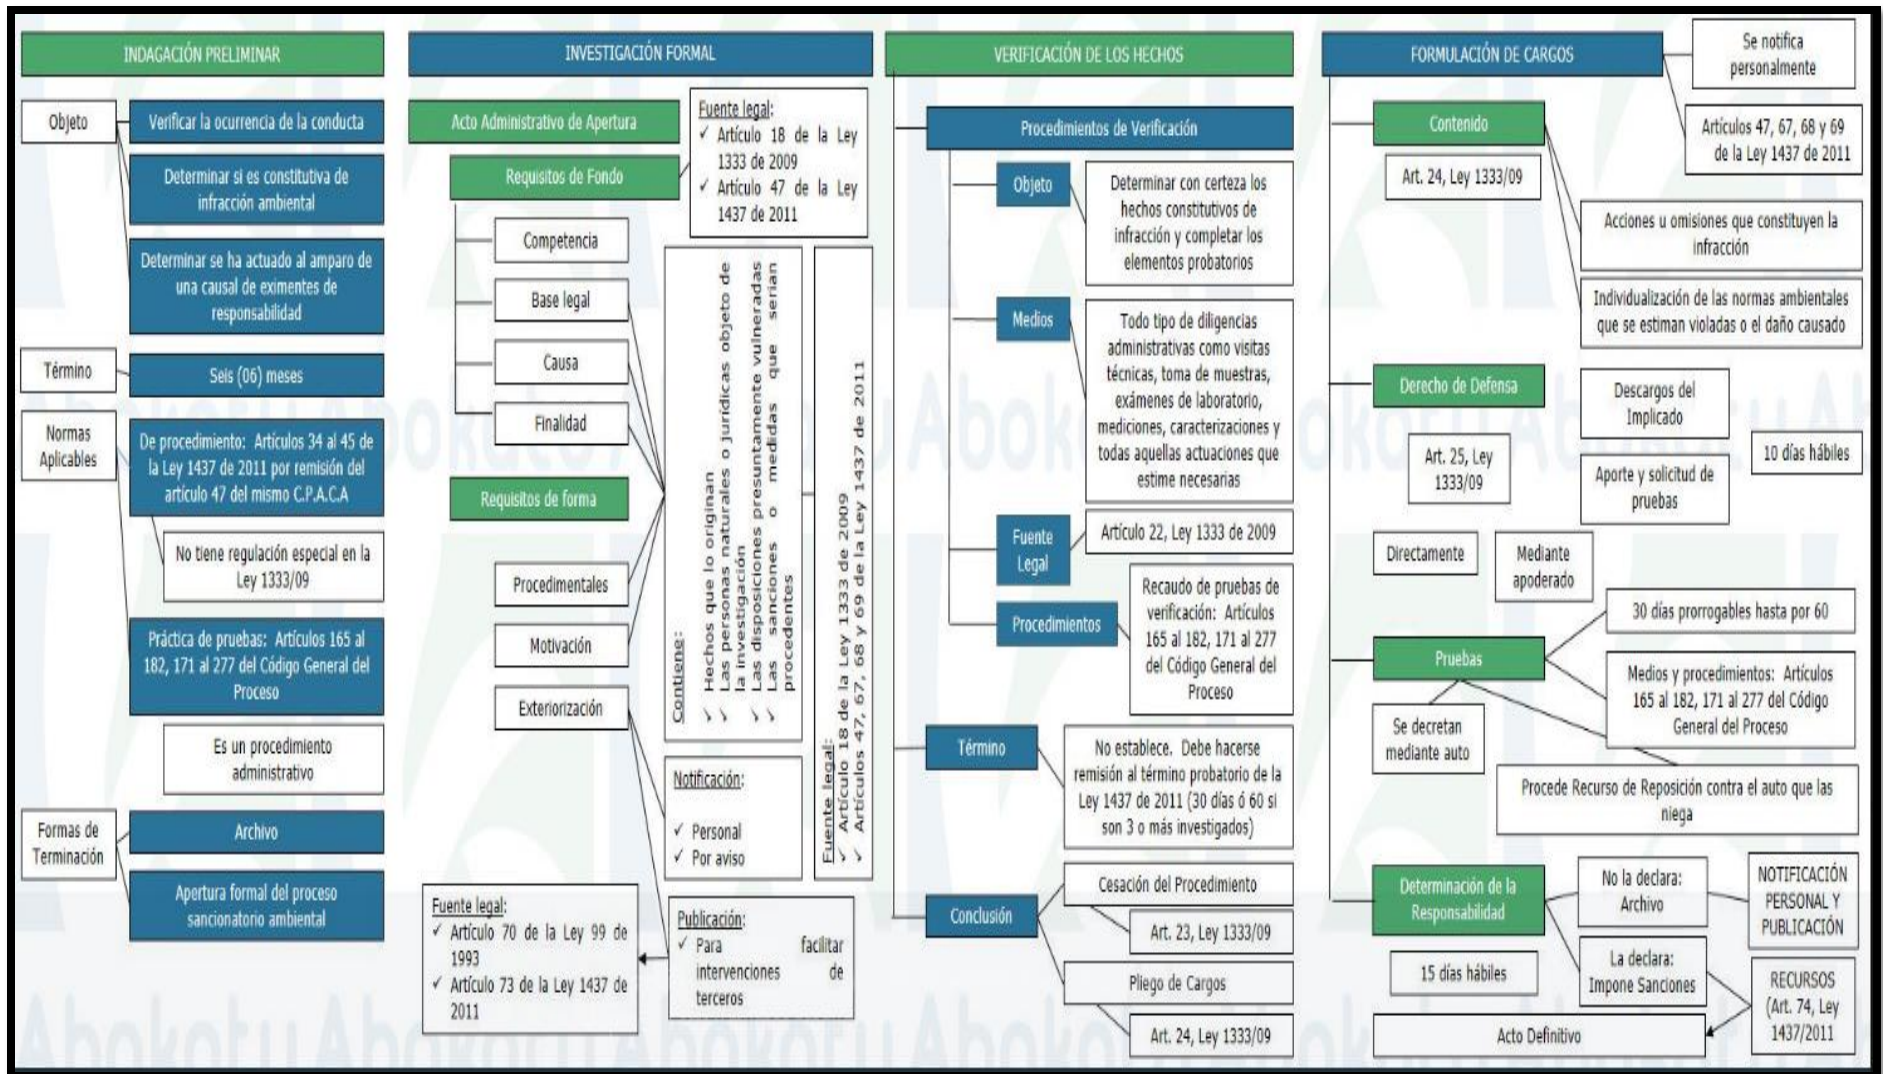 INDAGACIÓN PRELIMINAR
Objeto
Verificar la ocurrencia de la conducta
Determinar si es constitutiva de
infracción ambiental
Determinar se ha actuado al amparo de
una causal de eximentes de
responsabilidad
Término
Seis (06) meses
Normas
Aplicables
De procedimiento: Artículos 34 al 45 de
la Ley 1437 de 2011 por remisión del
artículo 47 del mismo C.P.A.C.A
No tiene regulación especial en la
Ley 1333/09
Práctica de pruebas: Artículos 165 al
182, 171 al 277 del Código General del
Proceso
Es un procedimiento
administrativo
Formas de
Terminación
Archivo
Apertura formal del proceso
sancionatorio ambiental
INVESTIGACIÓN FORMAL
Acto Administrativo de Apertura
Requisitos de Fondo
Fuente legal:
✓ Artículo 18 de la Ley
1333 de 2009
✓ Artículo 47 de la Ley
1437 de 2011
Competencia
Base legal
Causa
Finalidad
Requisitos de forma
Procedimentales
Motivación
Exteriorización
Contiene:
✓ Hechos que lo originan
✓ Las personas naturales o jurídicas objeto de
la investigación
✓ Las disposiciones presuntamente vulneradas
✓ Las sanciones o medidas que serían
procedentes
Fuente legal:
✓ Artículo 18 de la Ley 1333 de 2009
✓ Artículos 47, 67, 68 y 69 de la Ley 1437 de 2011
Notificación:
✓ Personal
✓ Por aviso
Publicación:
✓ Para facilitar
intervenciones de
terceros
Fuente legal:
✓ Artículo 70 de la Ley 99 de
1993
✓ Artículo 73 de la Ley 1437 de
2011
VERIFICACIÓN DE LOS HECHOS
Procedimientos de Verificación
Objeto
Determinar con certeza los
hechos constitutivos de
infracción y completar los
elementos probatorios
Medios
Todo tipo de diligencias
administrativas como visitas
técnicas, toma de muestras,
exámenes de laboratorio,
mediciones, caracterizaciones y
todas aquellas actuaciones que
estime necesarias
Fuente
Legal
Artículo 22, Ley 1333 de 2009
Procedimientos
Recaudo de pruebas de
verificación: Artículos
165 al 182, 171 al 277
del Código General del
Proceso
Término
No establece. Debe hacerse
remisión al término probatorio de la
Ley 1437 de 2011 (30 días ó 60 si
son 3 o más investigados)
Conclusión
Cesación del Procedimiento
Art. 23, Ley 1333/09
Pliego de Cargos
Art. 24, Ley 1333/09
FORMULACIÓN DE CARGOS
Se notifica
personalmente
Artículos 47, 67, 68 y 69
de la Ley 1437 de 2011
Contenido
Art. 24, Ley 1333/09
Acciones u omisiones que constituyen la
infracción
Individualización de las normas ambientales
que se estiman violadas o el daño causado
Derecho de Defensa
Art. 25, Ley
1333/09
Descargos del
Implicado
Aporte y solicitud de
pruebas
10 días hábiles
Directamente
Mediante
apoderado
Pruebas
30 días prorrogables hasta por 60
Medios y procedimientos: Artículos
165 al 182, 171 al 277 del Código
General del Proceso
Se decretan
mediante auto
Procede Recurso de Reposición contra el auto que las
niega
Determinación de la
Responsabilidad
15 días hábiles
No la declara:
Archivo
La declara:
Impone Sanciones
NOTIFICACIÓN
PERSONAL Y
PUBLICACIÓN
RECURSOS
(Art. 74, Ley
1437/2011
Acto Definitivo